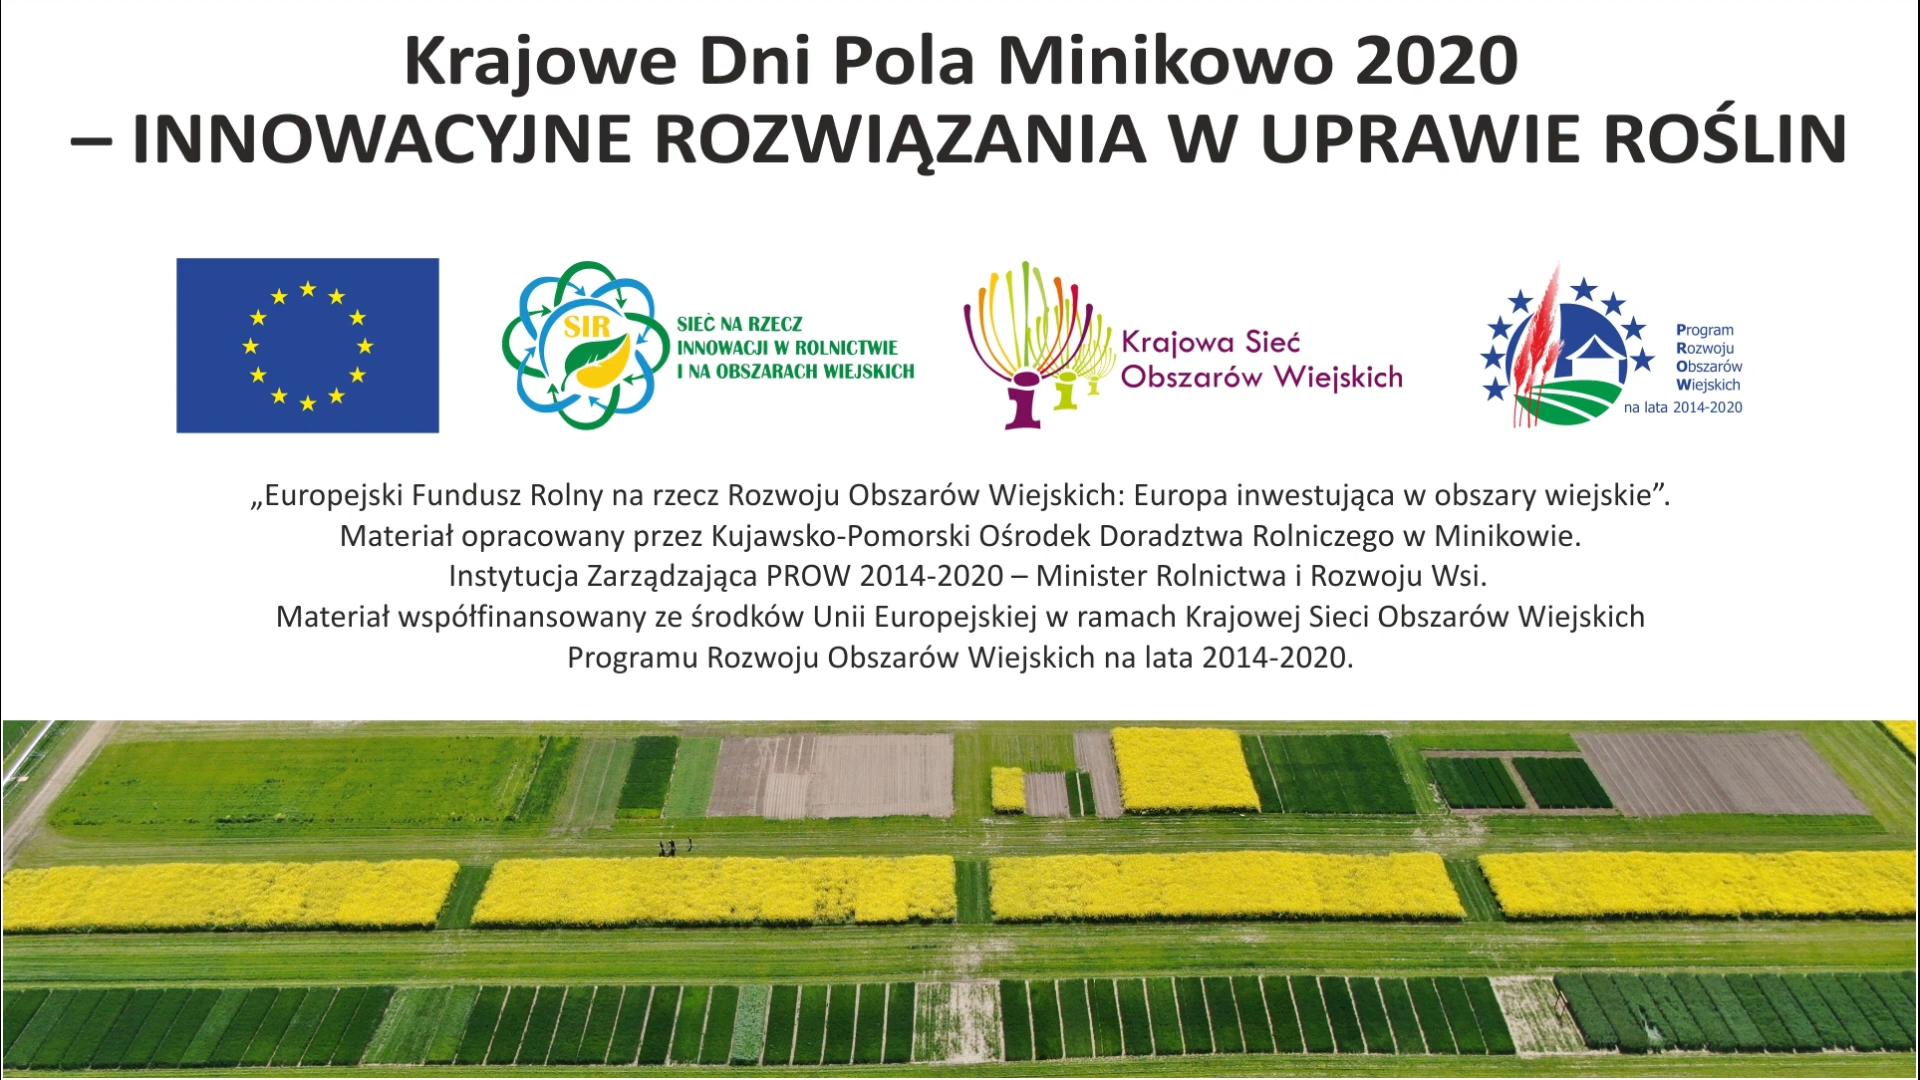 Krajowe Dni Pola Minikowo 2020
– INNOWACYJNE ROZWIĄZANIA W UPRAWIE ROŚLIN
SIR
SIEĆ NA RZECZ
INNOWACJI W ROLNICTWIE
I NA OBSZARACH WIEJSKICH
Krajowa Sieć
Obszarów Wiejskich
Program
Rozwoju
Obszarów
Wiejskich
na lata 2014-2020
„Europejski Fundusz Rolny na rzecz Rozwoju Obszarów Wiejskich: Europa inwestująca w obszary wiejskie”.
Materiał opracowany przez Kujawsko-Pomorski Ośrodek Doradztwa Rolniczego w Minikowie.
Instytucja Zarządzająca PROW 2014-2020 – Minister Rolnictwa i Rozwoju Wsi.
Materiał współfinansowany ze środków Unii Europejskiej w ramach Krajowej Sieci Obszarów Wiejskich
Programu Rozwoju Obszarów Wiejskich na lata 2014-2020.